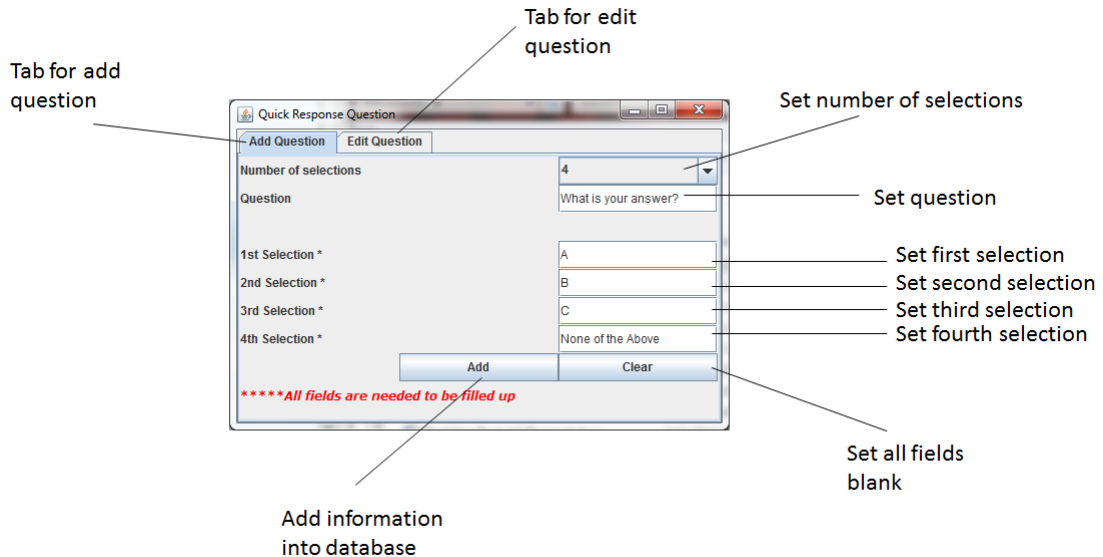 Tab for edit
question
Tab for add
question
Set number of selections
Quick Response Question
Add Question Edit Question
Number of selections 4
Question What is your answer?
Set question
1st Selection * A
Set first selection
2nd Selection * B
Set second selection
3rd Selection * C
Set third selection
4th Selection * None of the Above
Set fourth selection
Add Clear
*****All fields are needed to be filled up
Set all fields
blank
Add information
into database